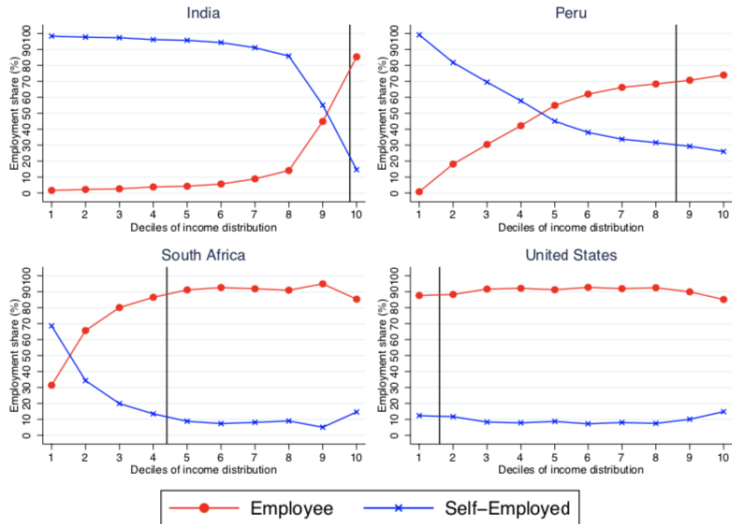 India
Employment share (%)
0 10 20 30 40 50 60 70 80 90 100
1 2 3 4 5 6 7 8 9 10
Deciles of income distribution
Peru
Employment share (%)
0 10 20 30 40 50 60 70 80 90 100
1 2 3 4 5 6 7 8 9 10
Deciles of income distribution
South Africa
Employment share (%)
0 10 20 30 40 50 60 70 80 90 100
1 2 3 4 5 6 7 8 9 10
Deciles of income distribution
United States
Employment share (%)
0 10 20 30 40 50 60 70 80 90 100
1 2 3 4 5 6 7 8 9 10
Deciles of income distribution
Employee Self-Employed